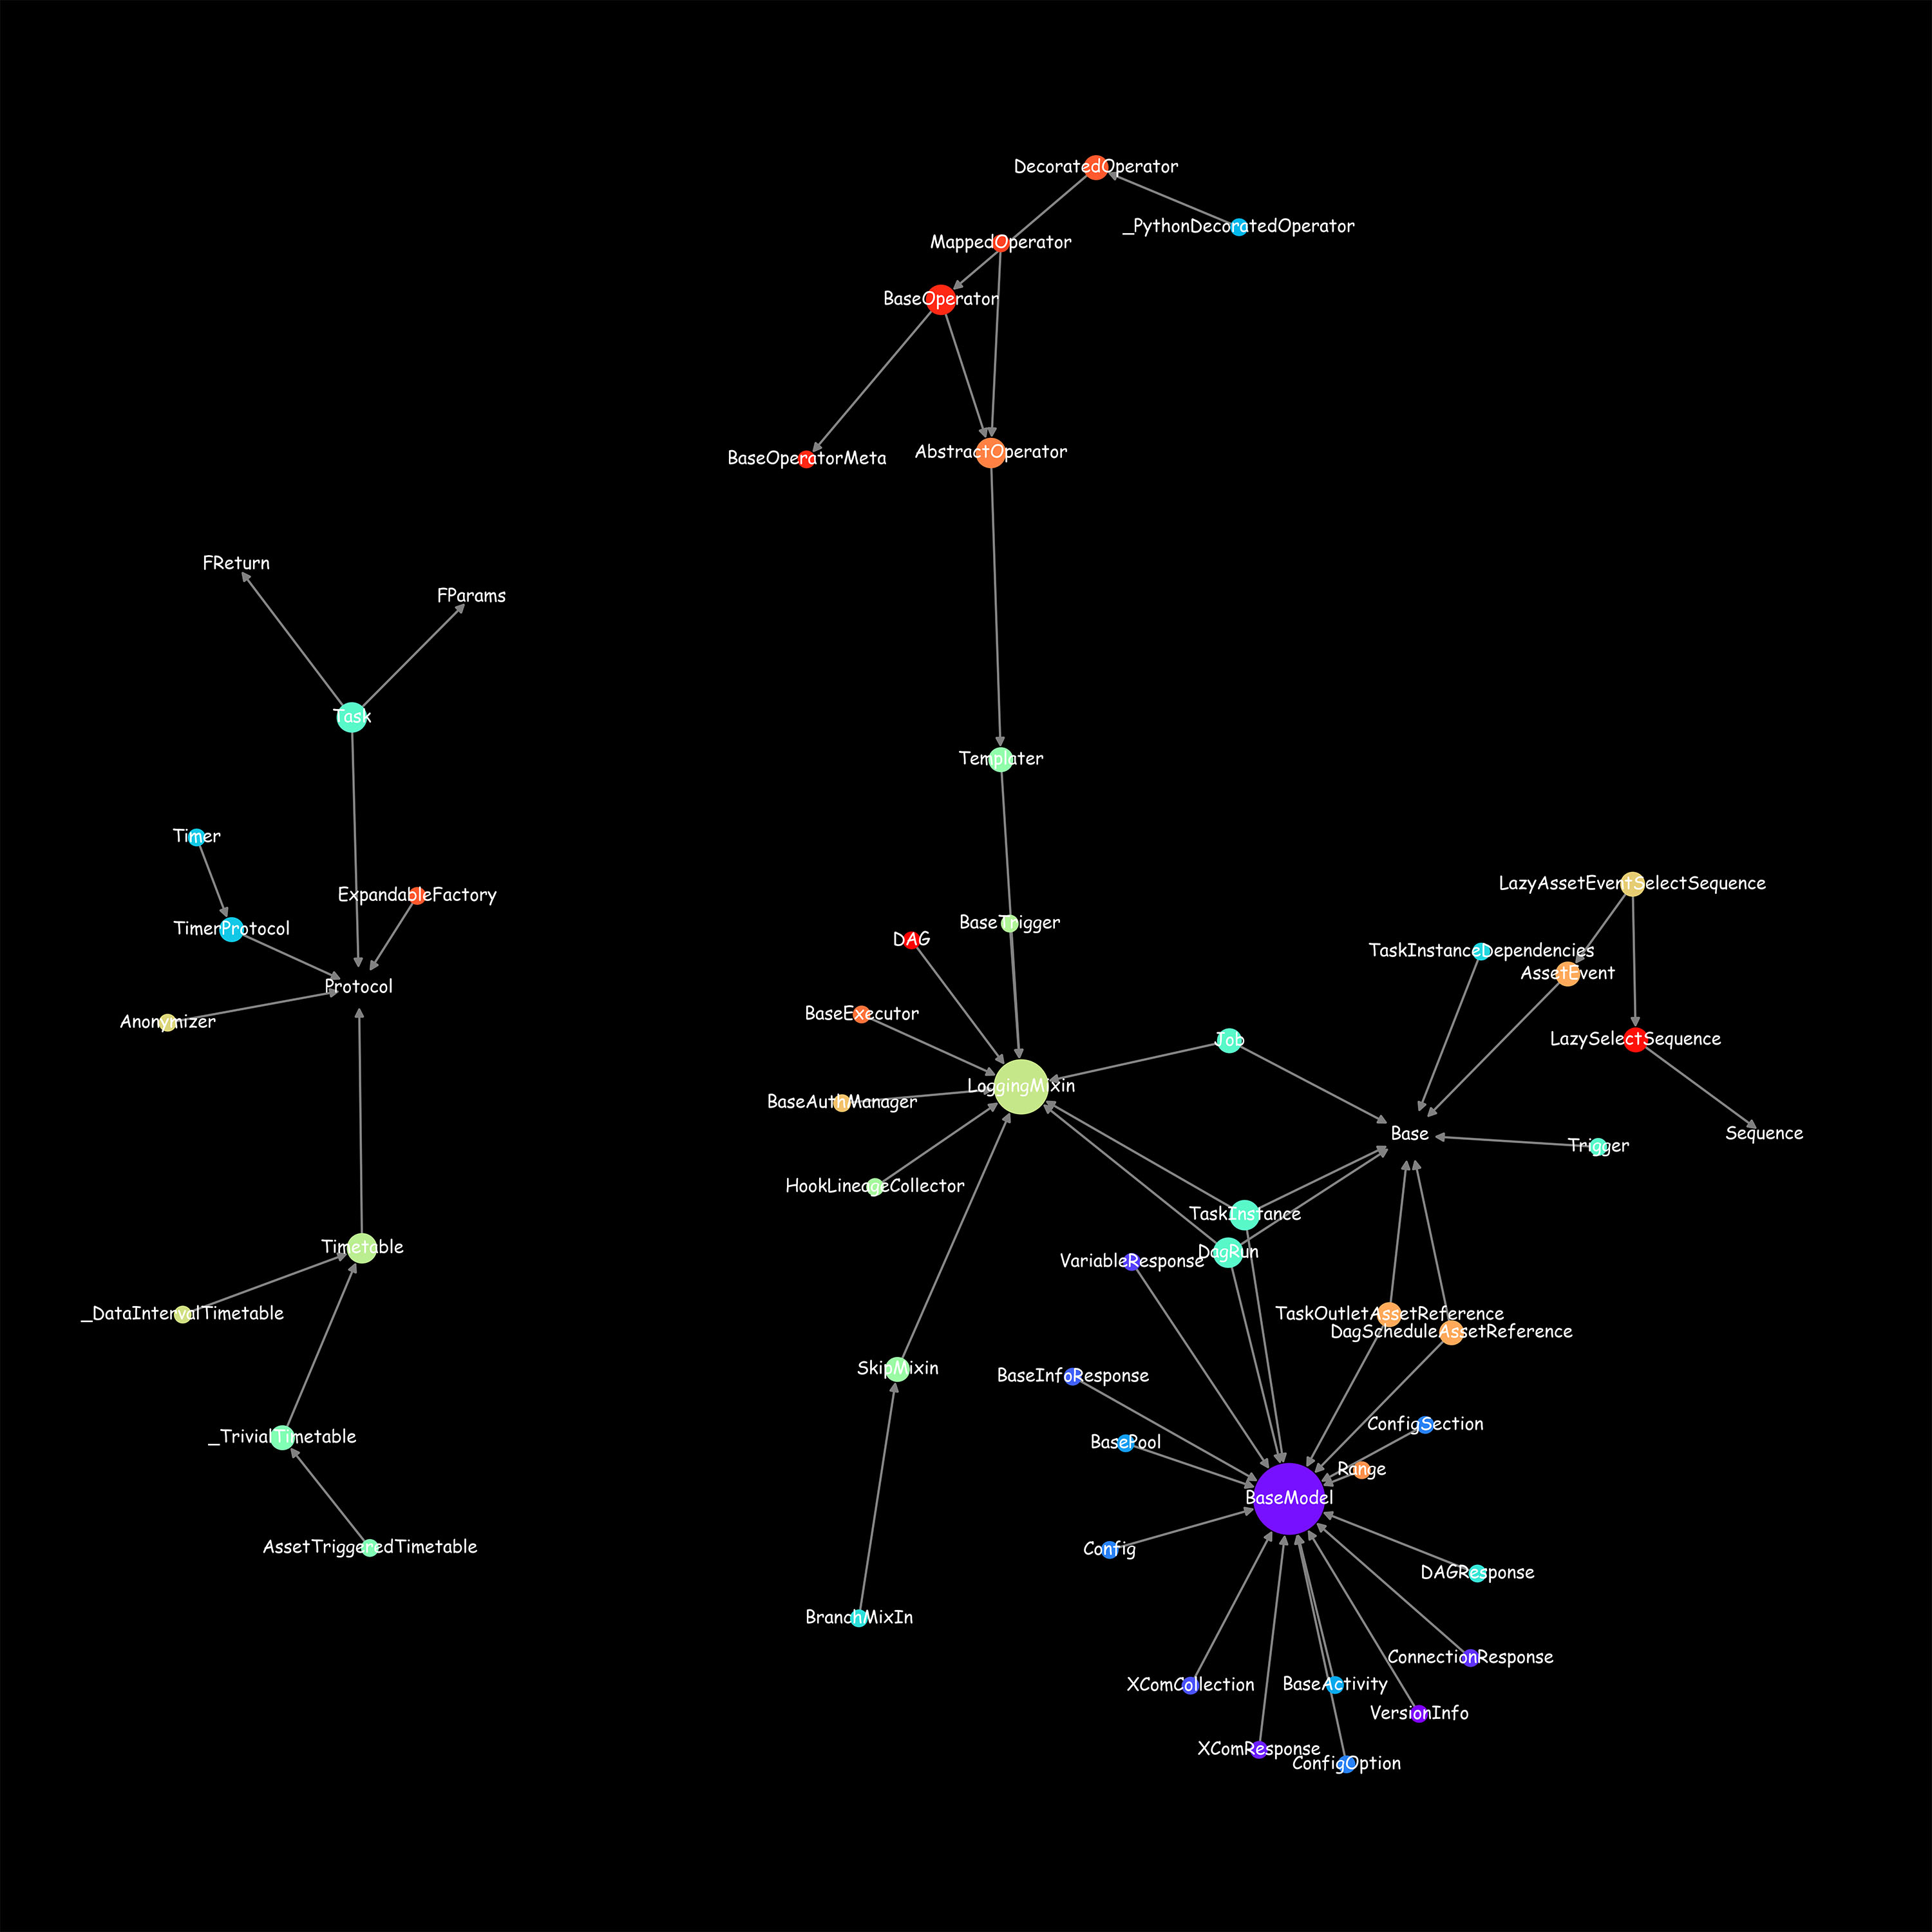 DecoratedOperator
_PythonDecoratedOperator
MappedOperator
BaseOperator
BaseOperatorMeta
AbstractOperator
FReturn
FParams
Task
Templater
Timer
ExpandableFactory
TimerProtocol
Protocol
Anonymizer
BaseTrigger
DAG
BaseExecutor
LoggingMixin
BaseAuthManager
HookLineageCollector
Job
LazyAssetEventSelectSequence
TaskInstanceDependencies
AssetEvent
LazySelectSequence
Base
Sequence
Trigger
TaskInstance
DagRun
VariableResponse
Timetable
_DataIntervalTimetable
TaskOutletAssetReference
DagScheduleAssetReference
SkipMixin
BaseInfoResponse
ConfigSection
_TrivialTimetable
BasePool
Range
BaseModel
AssetTriggeredTimetable
Config
DAGResponse
BranchMixIn
ConnectionResponse
XComCollection
BaseActivity
VersionInfo
XComResponse
ConfigOption